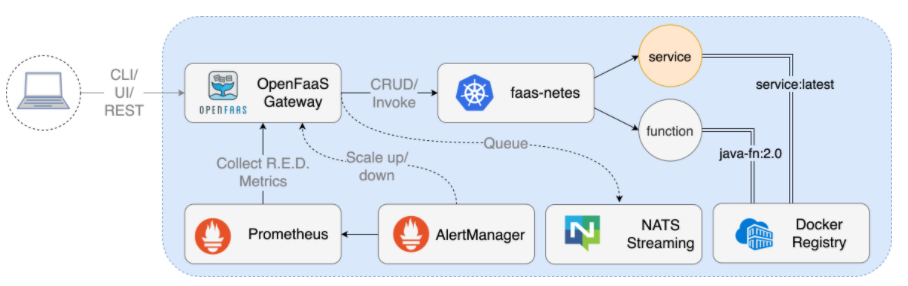 CLI/
UI/
REST
OPENFAAS
OpenFaaS
Gateway
CRUD/
Invoke
faas-netes
service
service:latest
function
java-fn:2.0
Queue
Collect R.E.D.
Metrics
Scale up/
down
Prometheus
AlertManager
NATS
Streaming
Docker
Registry